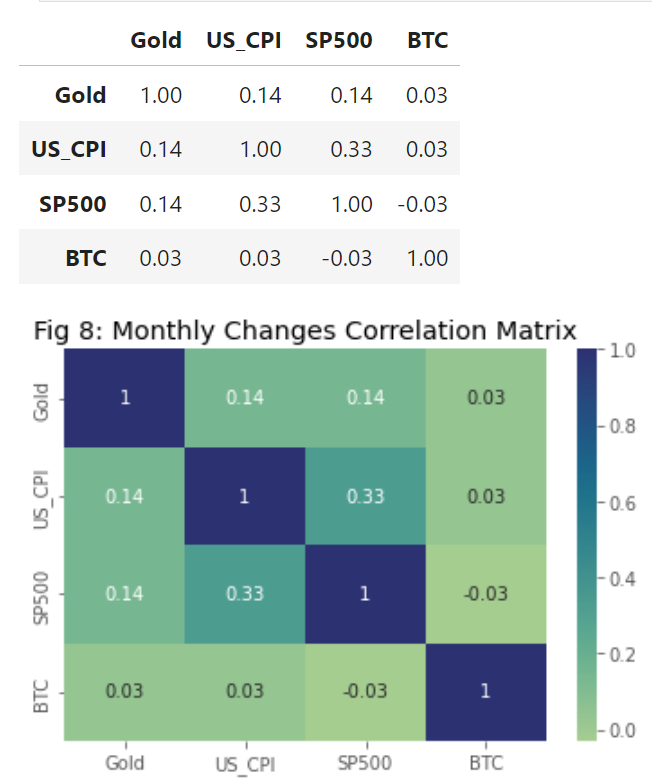 Gold US_CPI SP500 BTC
Gold 1.00 0.14 0.14 0.03
US_CPI 0.14 1.00 0.33 0.03
SP500 0.14 0.33 1.00 -0.03
BTC 0.03 0.03 -0.03 1.00
Fig 8: Monthly Changes Correlation Matrix
Gold 1 0.14 0.14 0.03
US_CPI 0.14 1 0.33 0.03
SP500 0.14 0.33 1 -0.03
BTC 0.03 0.03 -0.03 1
Gold US_CPI SP500 BTC
1.0
0.8
0.6
0.4
0.2
0.0